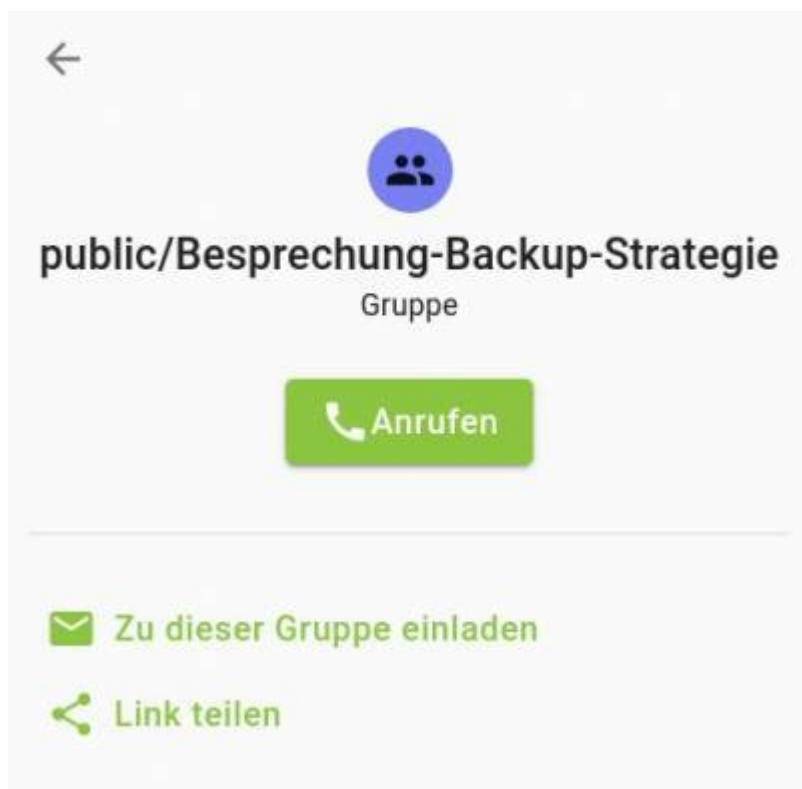 public/Besprechung-Backup-Strategie
Gruppe
Anrufen
Zu dieser Gruppe einladen
Link teilen